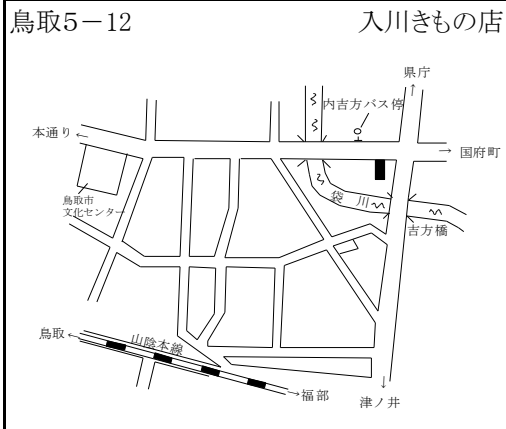 鳥取5－12
入川きもの店
県庁
↑
内吉方バス停
本通り←
→ 国府町
鳥取市
文化センター
袋川
吉方橋
鳥取←
山陰本線
→福部
↓
津ノ井